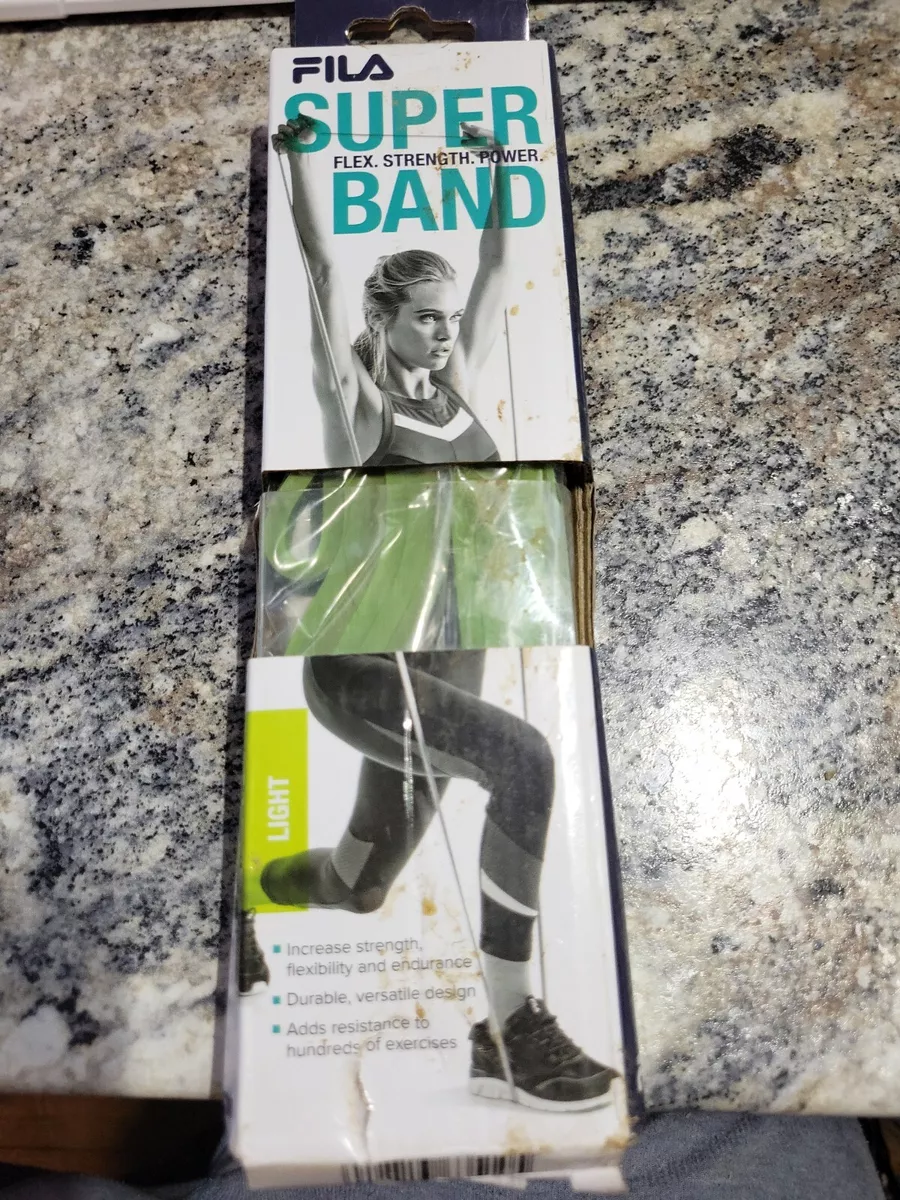 FILA
SUPER
FLEX. STRENGTH. POWER.
BAND
LIGHT
Increase strength,
flexibility and endurance
Durable, versatile design
Adds resistance to
hundreds of exercises